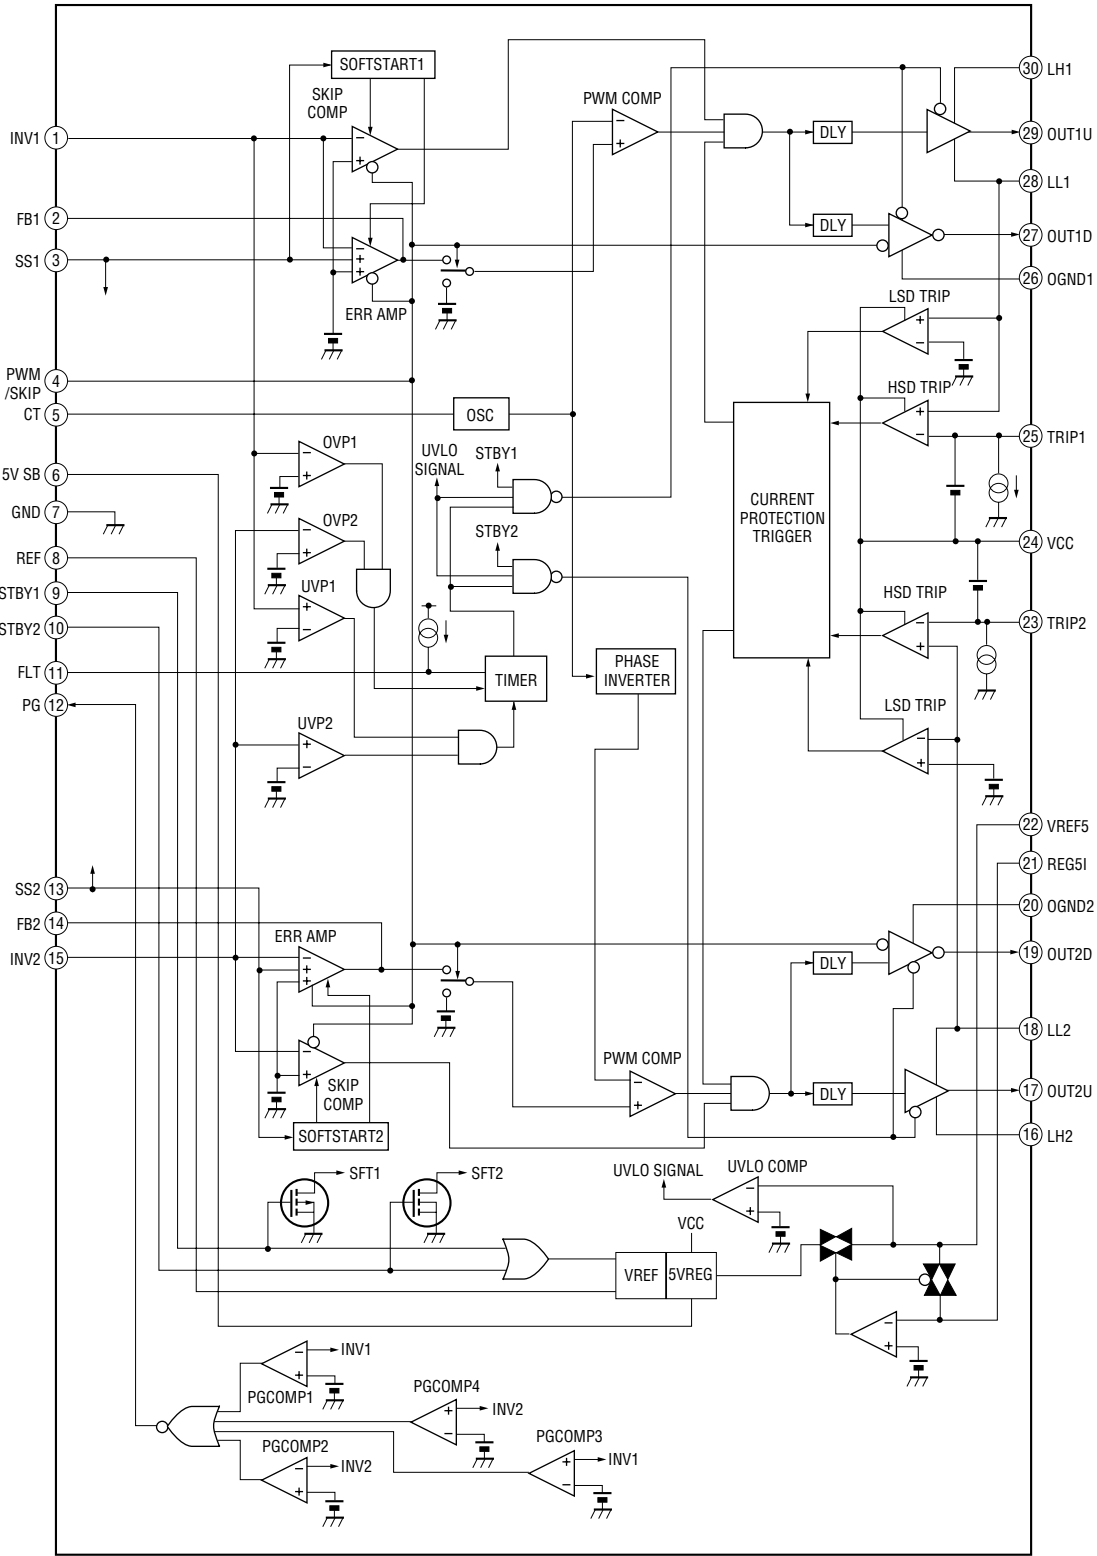 SOFTSTART1
30 LH1
SKIP
COMP
PWM COMP
INV1 1
DLY
29 OUT1U
28 LL1
FB1 2
DLY
27 OUT1D
SS1 3
26 OGND1
LSD TRIP
ERR AMP
PWM
/SKIP
4
HSD TRIP
CT 5
OSC
25 TRIP1
OVP1
UVLO
SIGNAL
STBY1
5V SB 6
CURRENT
PROTECTION
TRIGGER
GND 7
OVP2
STBY2
24 VCC
REF 8
UVP1
HSD TRIP
STBY1 9
STBY2 10
23 TRIP2
FLT 11
TIMER
PHASE
INVERTER
PG 12
LSD TRIP
UVP2
22 VREF5
21 REG5I
SS2 13
20 OGND2
FB2 14
ERR AMP
INV2 15
DLY
19 OUT2D
18 LL2
PWM COMP
SKIP
COMP
DLY
17 OUT2U
SOFTSTART2
16 LH2
SFT1
SFT2
UVLO SIGNAL
UVLO COMP
VCC
VREF
5VREG
INV1
PGCOMP1
PGCOMP4
INV2
PGCOMP2
PGCOMP3
INV2
INV1